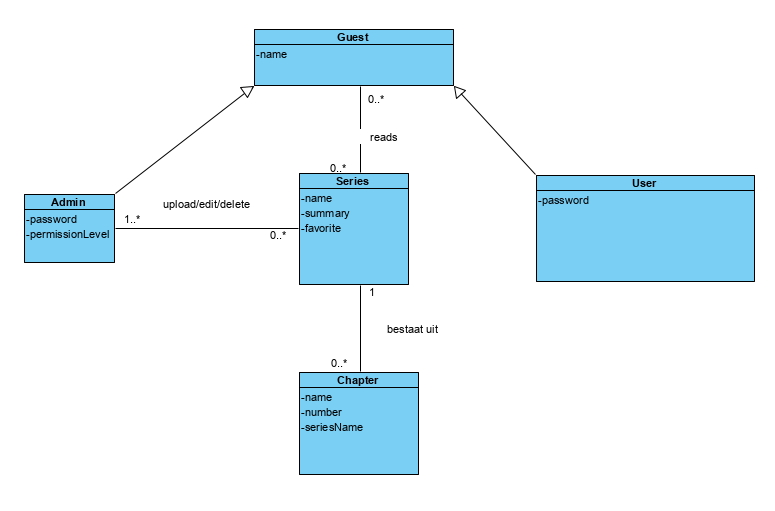 Guest
-name
0..*
reads
0..*
Series
-name
-summary
-favorite
User
-password
Admin
-password
-permissionLevel
upload/edit/delete
1..*
0..*
1
bestaat uit
0..*
Chapter
-name
-number
-seriesName